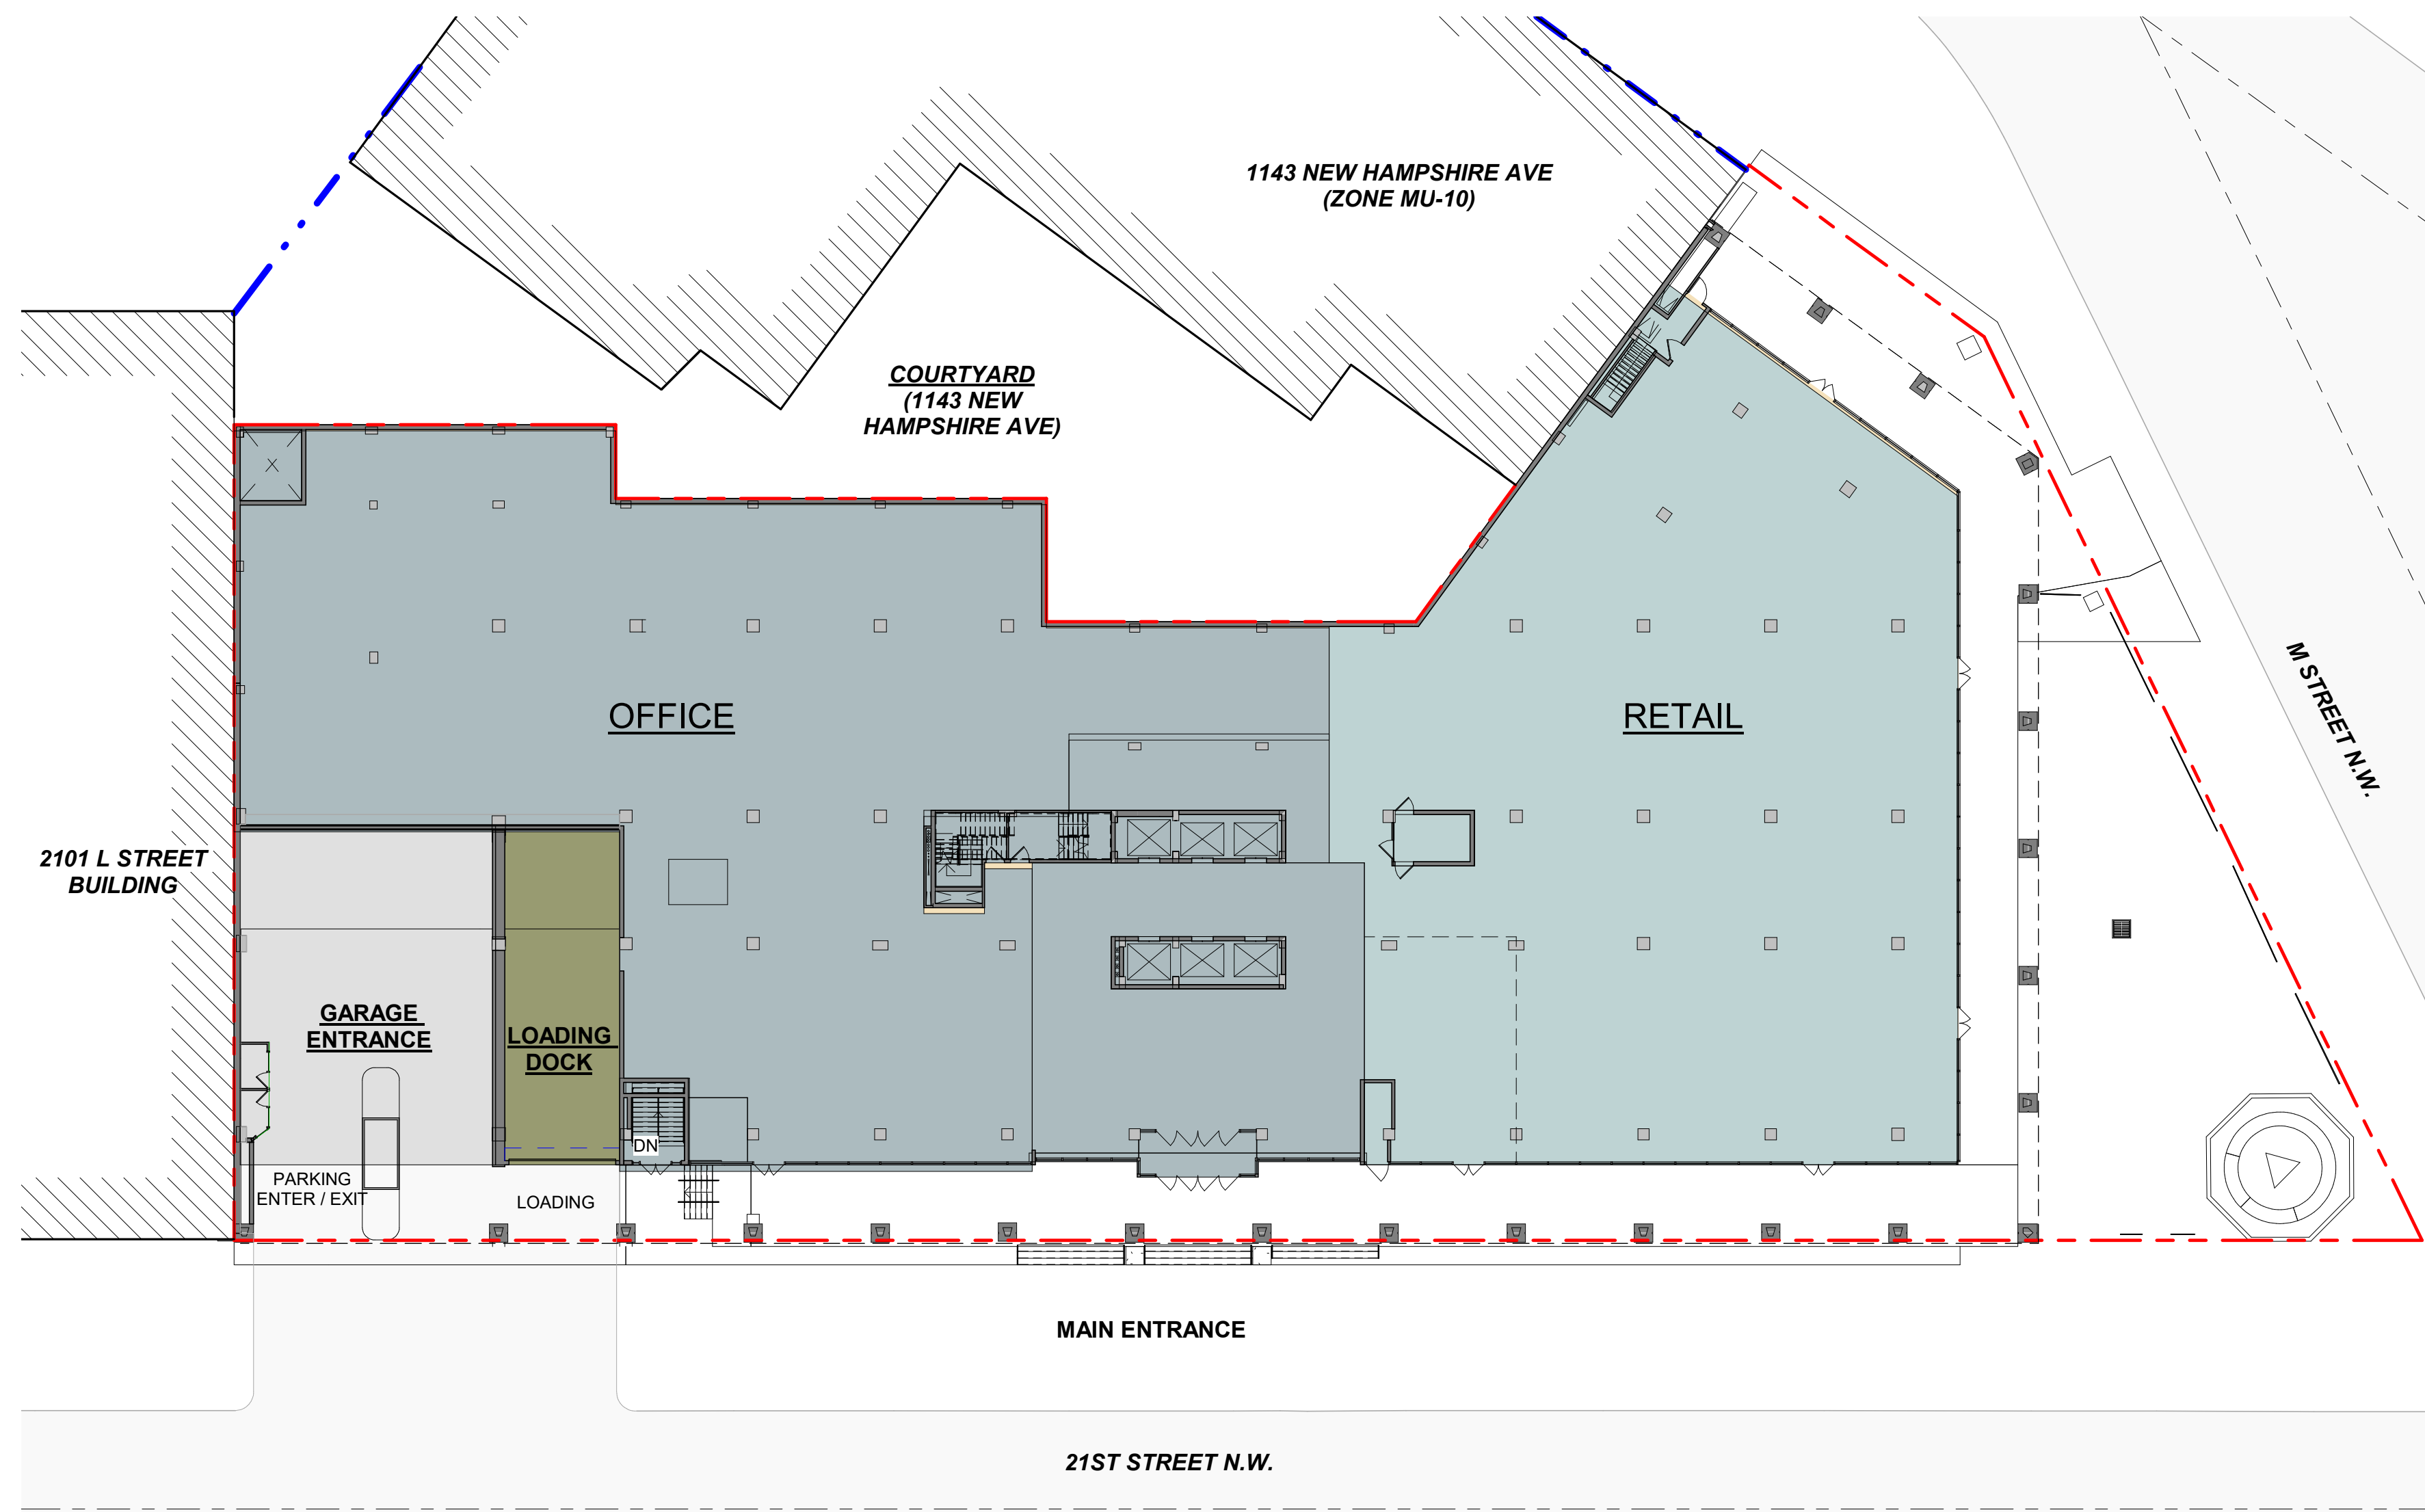 1143 NEW HAMPSHIRE AVE
(ZONE MU-10)
COURTYARD
(1143 NEW
HAMPSHIRE AVE)
M STREET N.W.
OFFICE
RETAIL
2101 L STREET
BUILDING
GARAGE
ENTRANCE
LOADING
DOCK
DN
PARKING
ENTER / EXIT
LOADING
MAIN ENTRANCE
21ST STREET N.W.